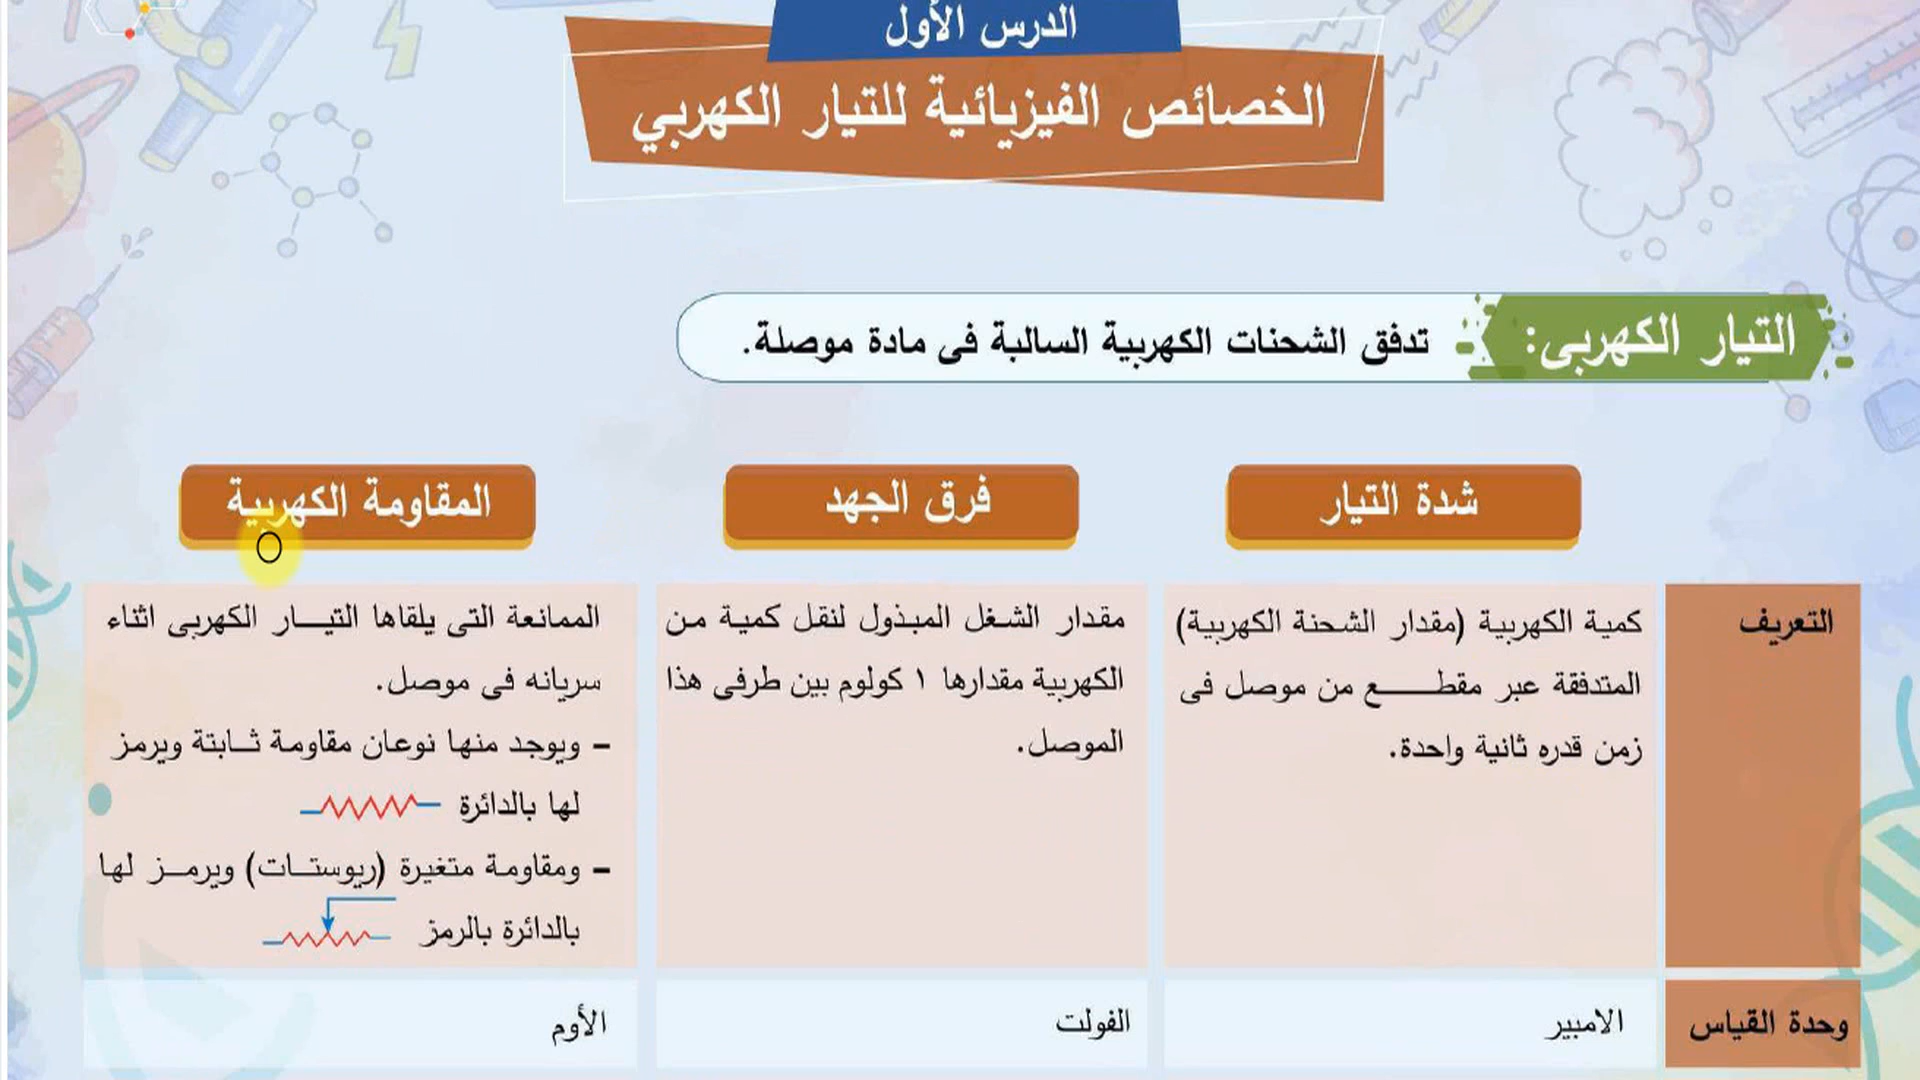 الدرس الأول
الخصائص الفيزيائية للتيار الكهربي
التيار الكهربى:
تدفق الشحنات الكهربية السالبة فى مادة موصلة.
شدة التيار
فرق الجهد
المقاومة الكهربية
التعريف
كمية الكهربية (مقدار الشحنة الكهربية)
المتدفقة عبر مقطع من موصل فى
زمن قدره ثانية واحدة.
مقدار الشغل المبذول لنقل كمية من
الكهربية مقدارها ١ كولوم بين طرفى هذا
الموصل.
الممانعة التى يلقاها التيار الكهربى اثناء
سريانه فى موصل.
– ويوجد منها نوعان مقاومة ثابتة ويرمز
لها بالدائرة
– ومقاومة متغيرة (ريوستات) ويرمز لها
بالدائرة بالرمز
وحدة القياس
الامبير
الفولت
الأوم